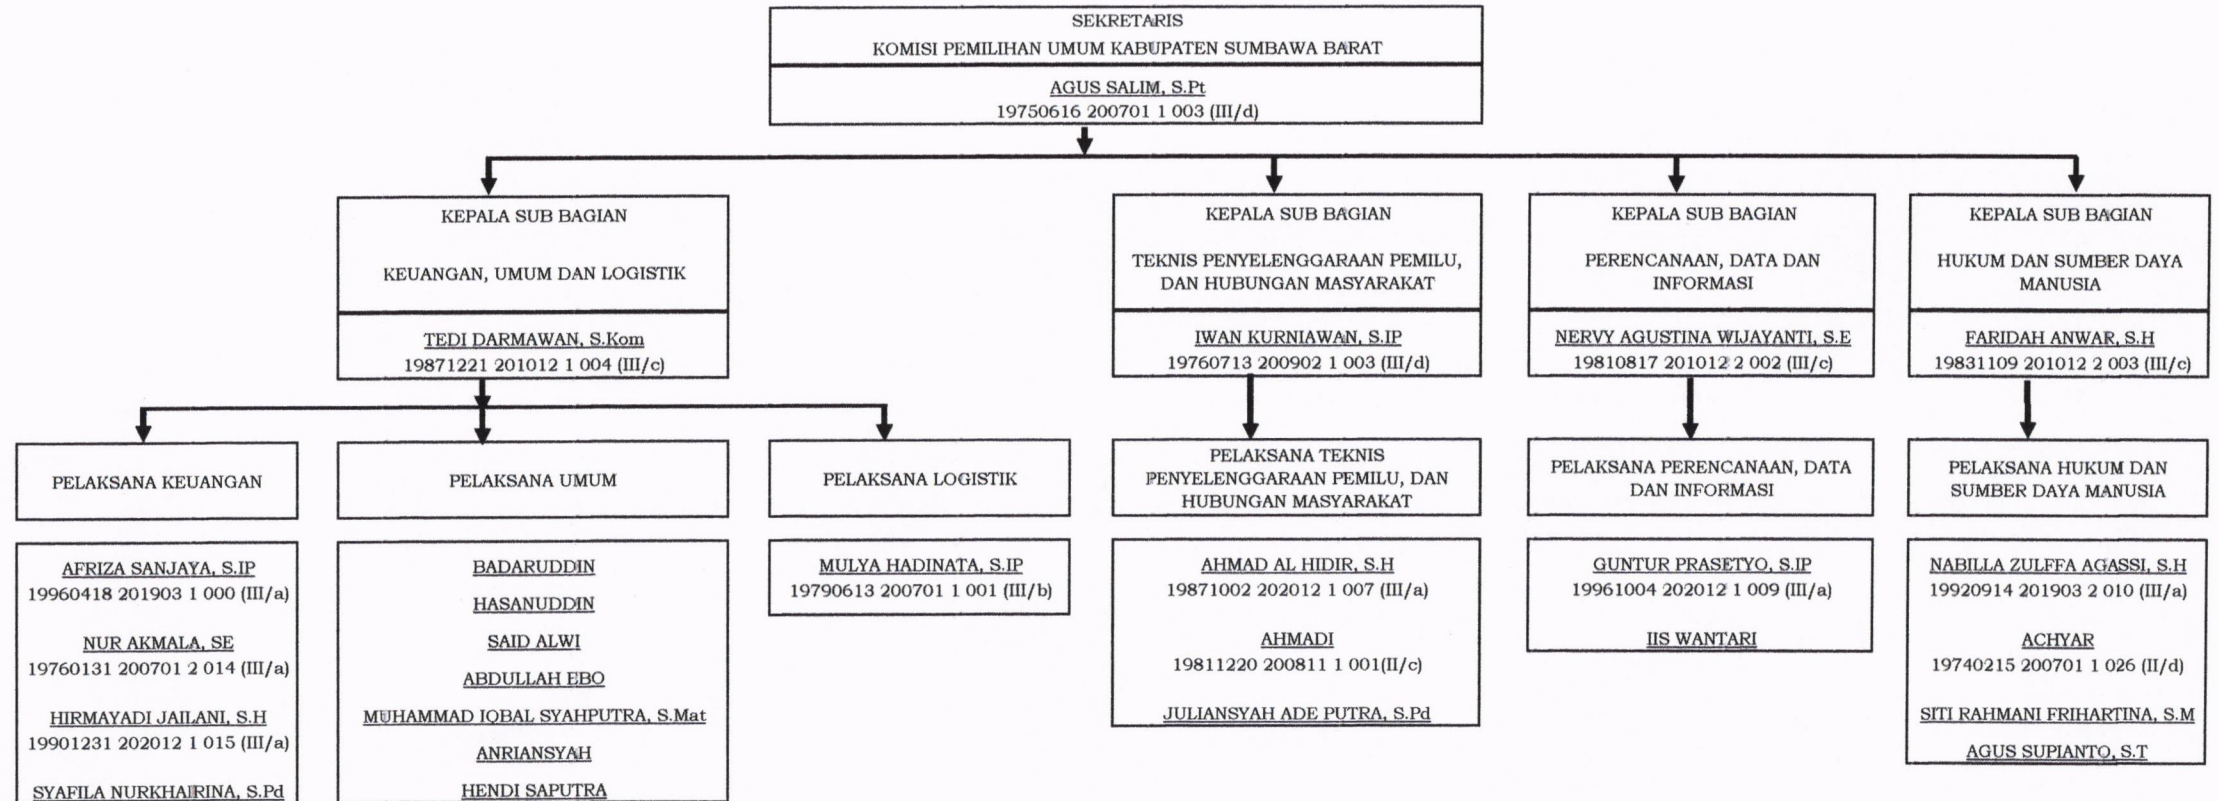 SEKRETARIS
KOMISI PEMILIHAN UMUM KABUPATEN SUMBAWA BARAT
AGUS SALIM, S.Pt
19750616 200701 1 003 (III/d)
KEPALA SUB BAGIAN
KEUANGAN, UMUM DAN LOGISTIK
TEDI DARMAWAN, S.Kom
19871221 201012 1 004 (III/c)
KEPALA SUB BAGIAN
TEKNIS PENYELENGGARAAN PEMILU,
DAN HUBUNGAN MASYARAKAT
IWAN KURNIAWAN, S.IP
19760713 200902 1 003 (III/d)
KEPALA SUB BAGIAN
PERENCANAAN, DATA DAN
INFORMASI
NERVY AGUSTINA WIJAYANTI, S.E
19810817 201012 2 002 (III/c)
KEPALA SUB BAGIAN
HUKUM DAN SUMBER DAYA
MANUSIA
FARIDAH ANWAR, S.H
19831109 201012 2 003 (III/c)
PELAKSANA KEUANGAN
AFRIZA SANJAYA, S.IP
19960418 201903 1 000 (III/a)
NUR AKMALA, SE
19760131 200701 2 014 (III/a)
HIRMAYADI JAILANI, S.H
19901231 202012 1 015 (III/a)
SYAFILA NURKHAIRINA, S.Pd
PELAKSANA UMUM
BADARUDDIN
HASANUDDIN
SAID ALWI
ABDULLAH EBO
MUHAMMAD IQBAL SYAHPUTRA, S.Mat
ANRIANSYAH
HENDI SAPUTRA
PELAKSANA LOGISTIK
MULYA HADINATA, S.IP
19790613 200701 1 001 (III/b)
PELAKSANA TEKNIS
PENYELENGGARAAN PEMILU, DAN
HUBUNGAN MASYARAKAT
AHMAD AL HIDIR, S.H
19871002 202012 1 007 (III/a)
AHMADI
19811220 200811 1 001(II/c)
JULIANSYAH ADE PUTRA, S.Pd
PELAKSANA PERENCANAAN, DATA
DAN INFORMASI
GUNTUR PRASETYO, S.IP
19961004 202012 1 009 (III/a)
IIS WANTARI
PELAKSANA HUKUM DAN
SUMBER DAYA MANUSIA
NABILLA ZULFFA AGASSI, S.H
19920914 201903 2 010 (III/a)
ACHYAR
19740215 200701 1 026 (II/d)
SITI RAHMANI FRIHARTINA, S.M
AGUS SUPIANTO, S.T